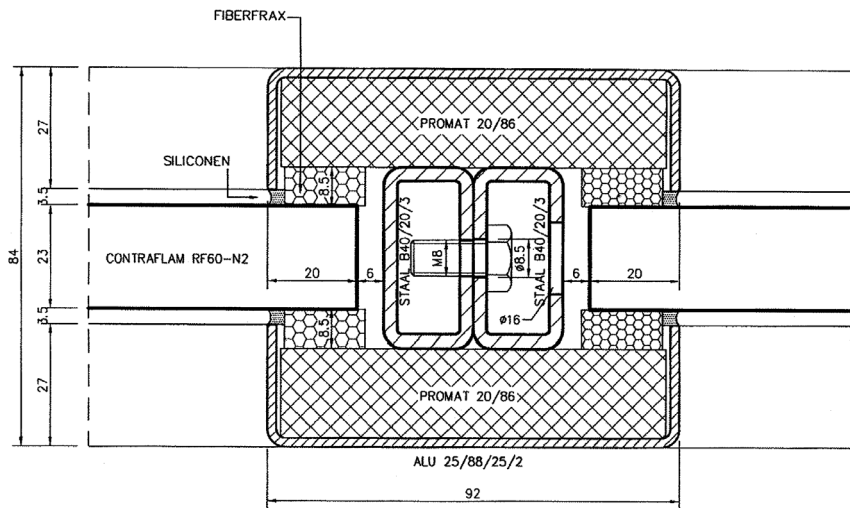 FIBERFRAX
27
PROMAT 20/86
SILICONEN
8.5
3.5
84
STAAL B40/20/3
STAAL B40/20/3
CONTRAFLAM RF60-N2
23
M8
ø8.5
20
6
6
20
ø16
3.5
8.5
27
PROMAT 20/86
ALU 25/88/25/2
92